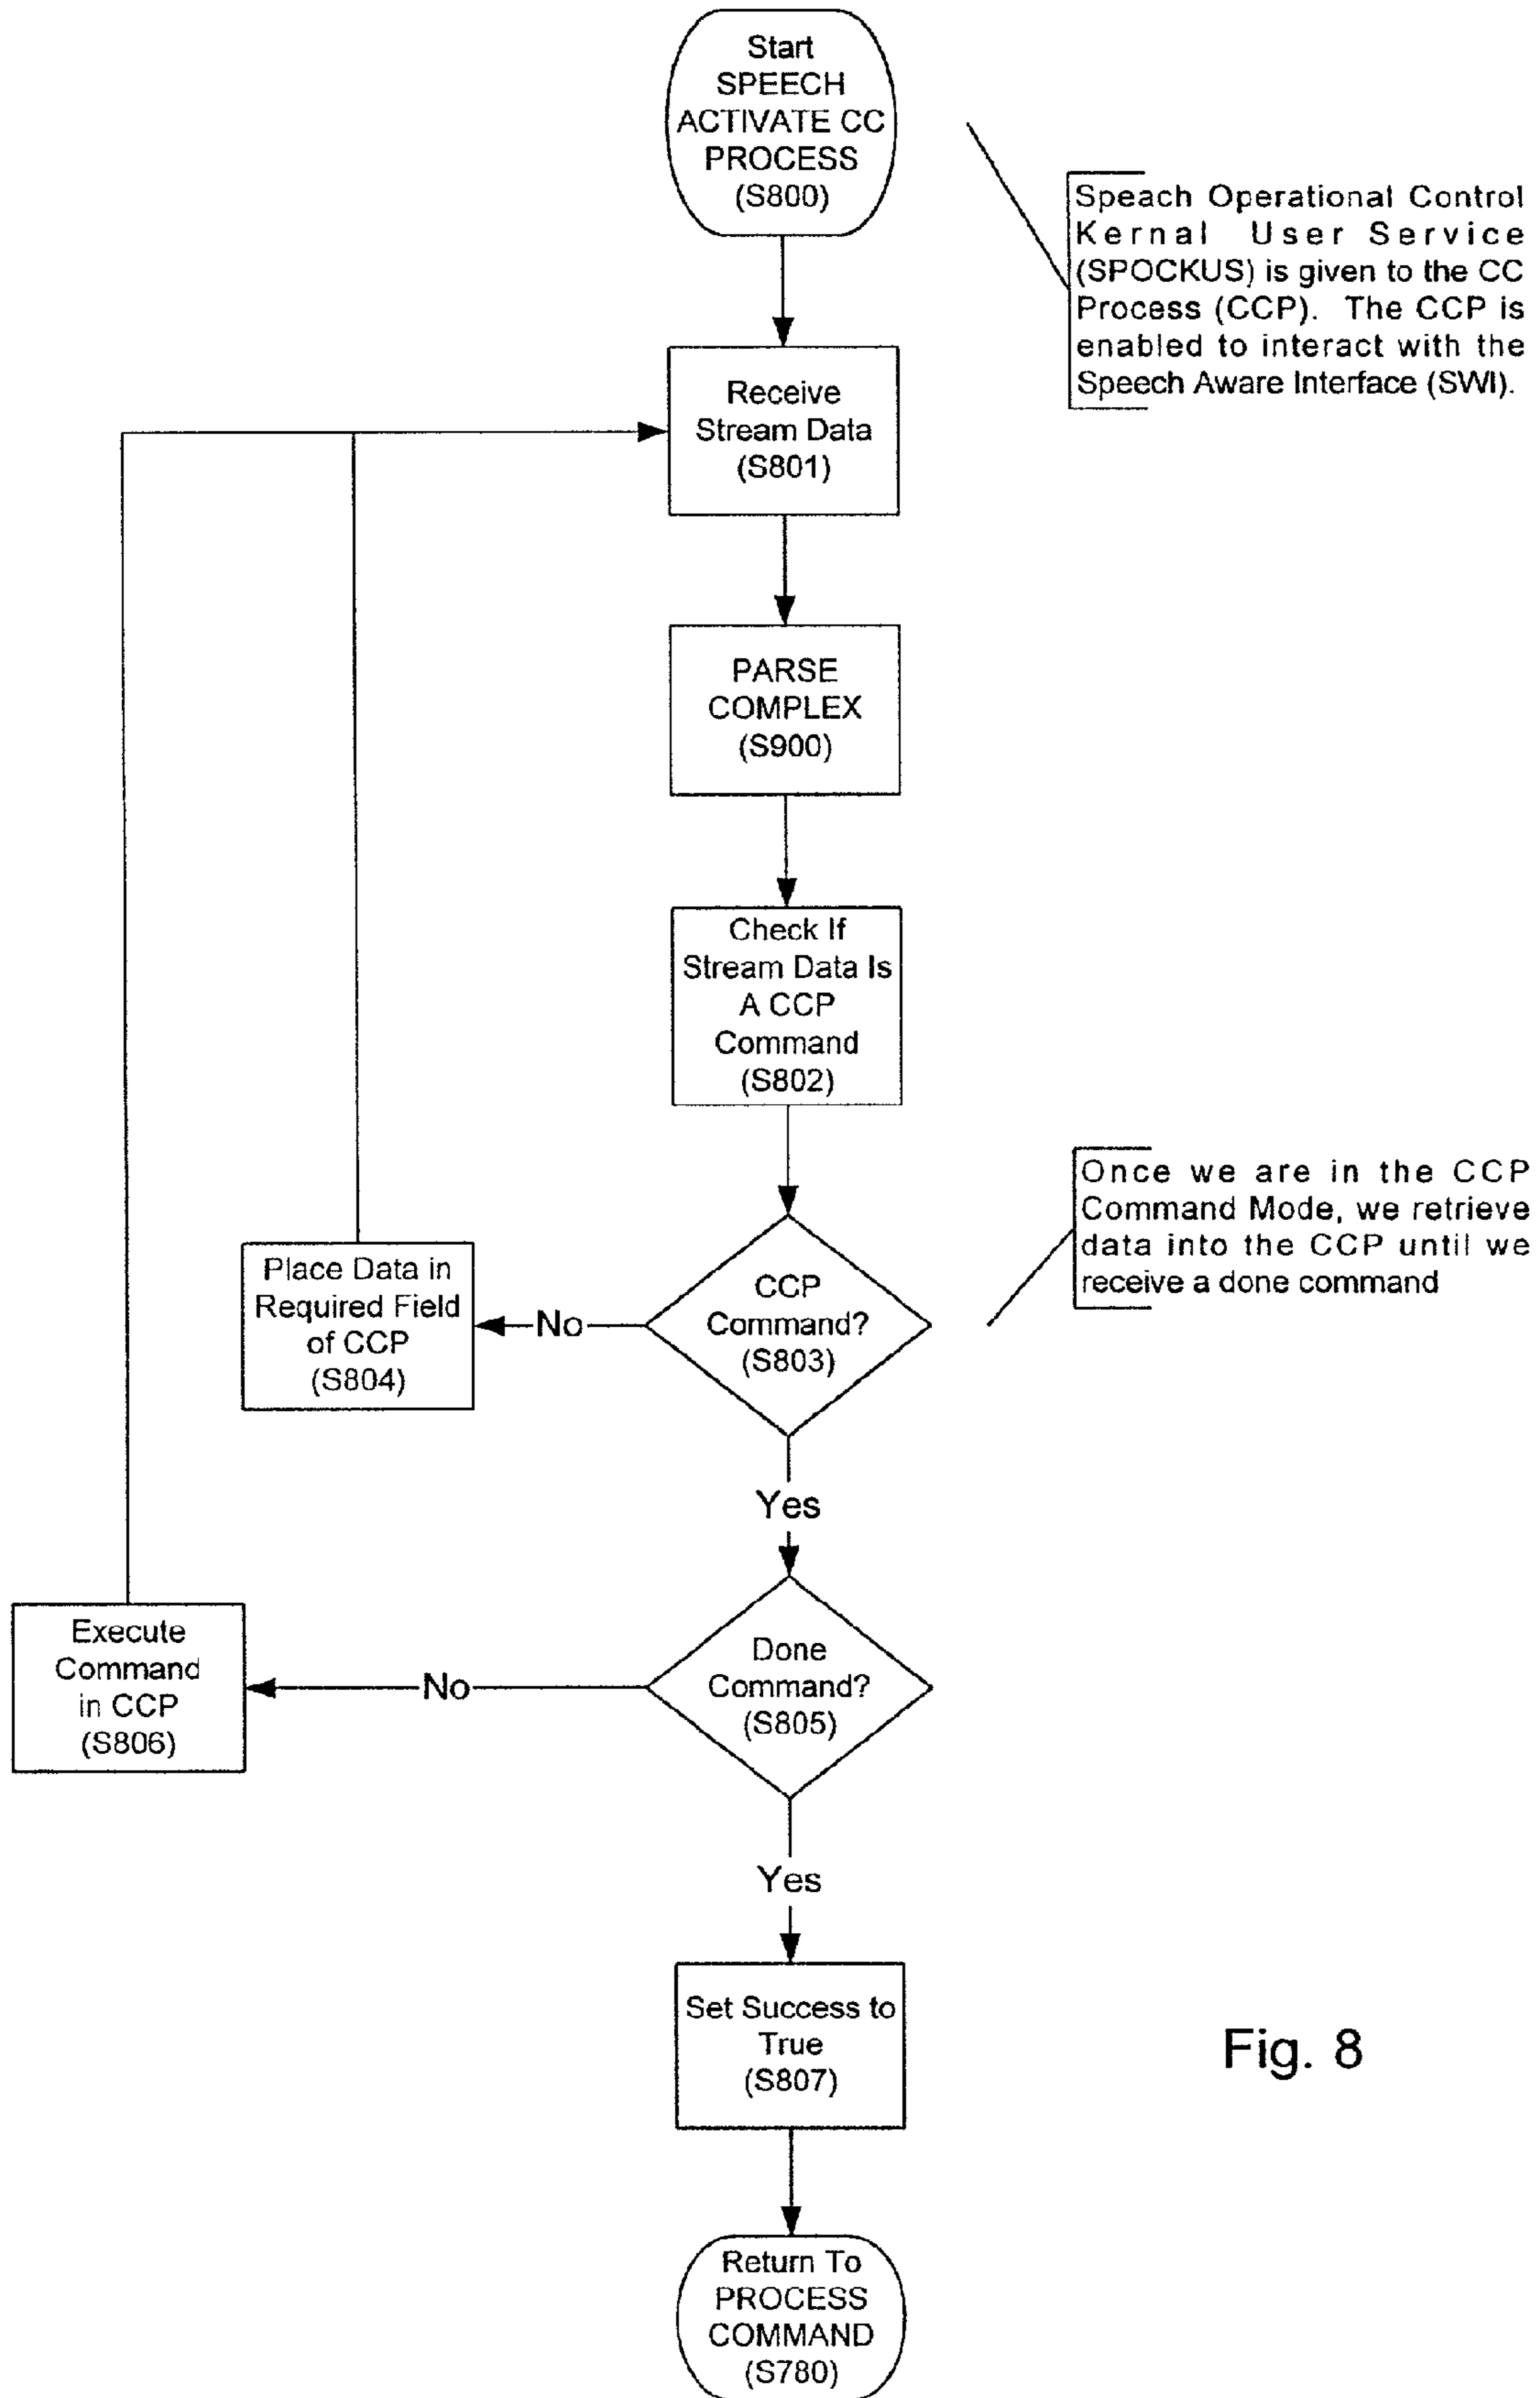 Start
SPEECH
ACTIVATE CC
PROCESS
(S800)
Speach Operational Control
Kernal User Service
(SPOCKUS) is given to the CC
Process (CCP). The CCP is
enabled to interact with the
Speech Aware Interface (SWI).
Receive
Stream Data
(S801)
PARSE
COMPLEX
(S900)
Check If
Stream Data Is
A CCP
Command
(S802)
Once we are in the CCP
Command Mode, we retrieve
data into the CCP until we
receive a done command
CCP
Command?
(S803)
No
Place Data in
Required Field
of CCP
(S804)
Yes
Done
Command?
(S805)
No
Execute
Command
in CCP
(S806)
Yes
Set Success to
True
(S807)
Fig. 8
Return To
PROCESS
COMMAND
(S780)